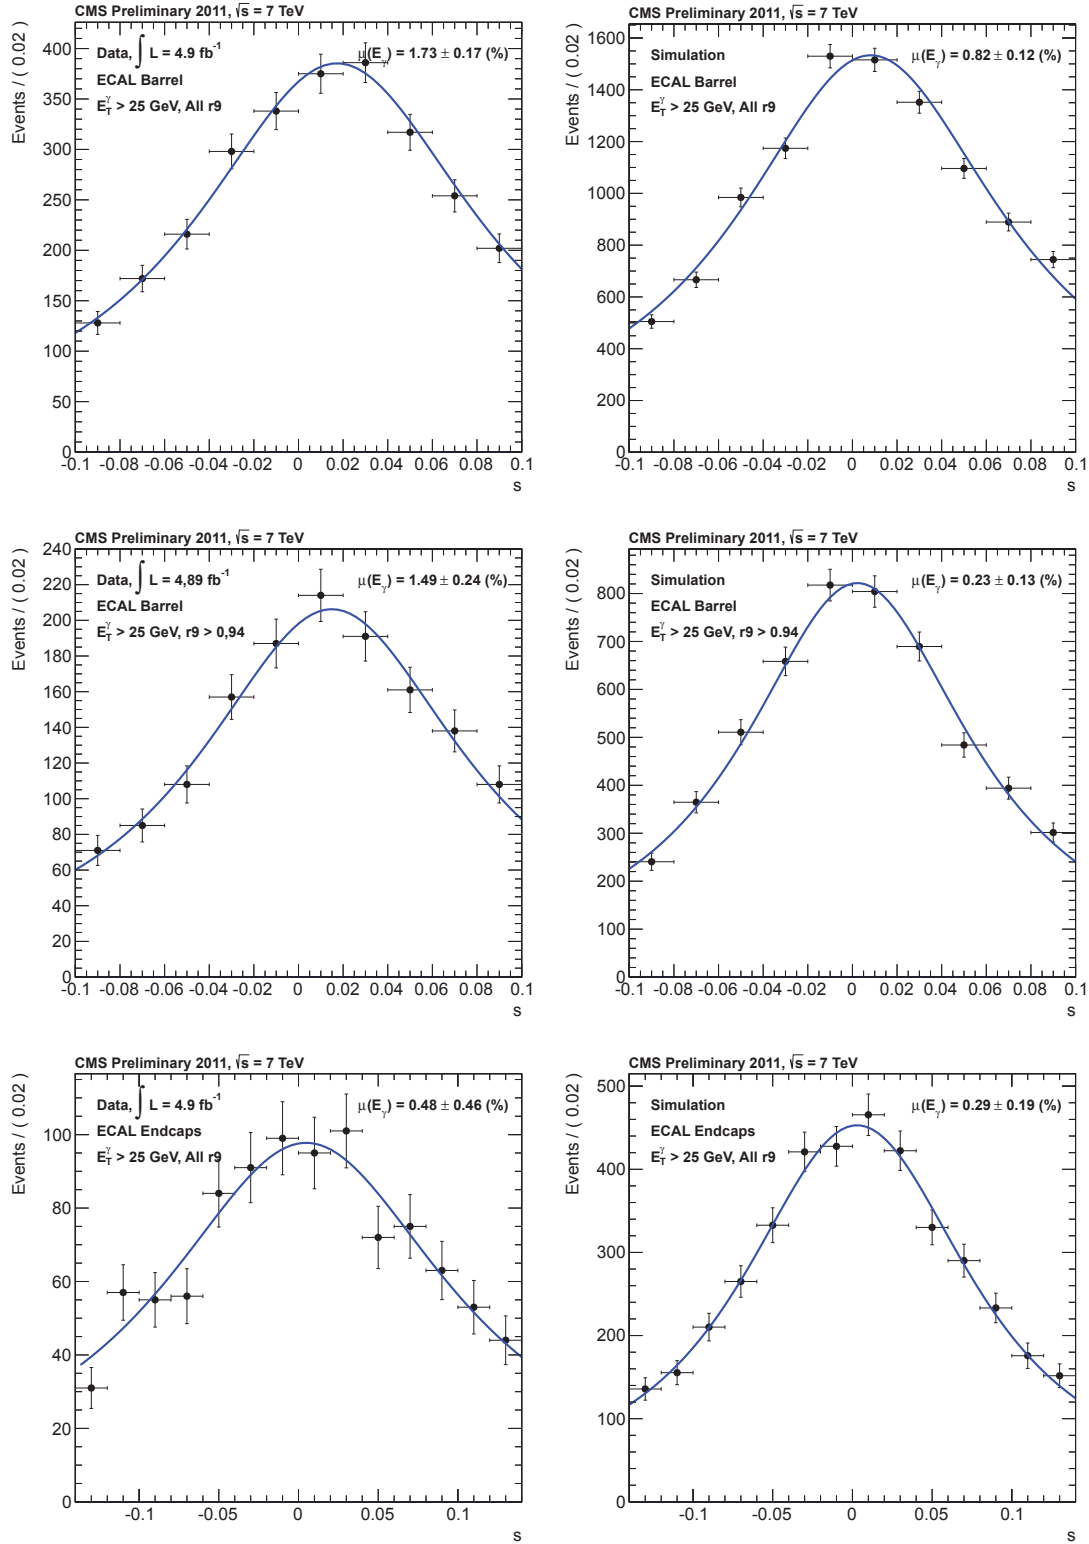 CMS Preliminary 2011, √s = 7 TeV
Events / ( 0.02 )
Data, ∫ L = 4.9 fb⁻¹
μ(E_γ) = 1.73 ± 0.17 (%)
ECAL Barrel
E_T^γ > 25 GeV, All r9
400
350
300
250
200
150
100
50
0
-0.1 -0.08 -0.06 -0.04 -0.02 0 0.02 0.04 0.06 0.08 0.1
s
CMS Preliminary 2011, √s = 7 TeV
Events / ( 0.02 )
Simulation
μ(E_γ) = 0.82 ± 0.12 (%)
ECAL Barrel
E_T^γ > 25 GeV, All r9
1600
1400
1200
1000
800
600
400
200
0
-0.1 -0.08 -0.06 -0.04 -0.02 0 0.02 0.04 0.06 0.08 0.1
s
CMS Preliminary 2011, √s = 7 TeV
Events / ( 0.02 )
Data, ∫ L = 4,89 fb⁻¹
μ(E_γ) = 1.49 ± 0.24 (%)
ECAL Barrel
E_T^γ > 25 GeV, r9 > 0,94
240
220
200
180
160
140
120
100
80
60
40
20
0
-0.1 -0.08 -0.06 -0.04 -0.02 0 0.02 0.04 0.06 0.08 0.1
s
CMS Preliminary 2011, √s = 7 TeV
Events / ( 0.02 )
Simulation
μ(E_γ) = 0.23 ± 0.13 (%)
ECAL Barrel
E_T^γ > 25 GeV, r9 > 0.94
800
700
600
500
400
300
200
100
0
-0.1 -0.08 -0.06 -0.04 -0.02 0 0.02 0.04 0.06 0.08 0.1
s
CMS Preliminary 2011, √s = 7 TeV
Events / ( 0.02 )
Data, ∫ L = 4.9 fb⁻¹
μ(E_γ) = 0.48 ± 0.46 (%)
ECAL Endcaps
E_T^γ > 25 GeV, All r9
100
80
60
40
20
0
-0.1 -0.05 0 0.05 0.1
s
CMS Preliminary 2011, √s = 7 TeV
Events / ( 0.02 )
Simulation
μ(E_γ) = 0.29 ± 0.19 (%)
ECAL Endcaps
E_T^γ > 25 GeV, All r9
500
400
300
200
100
0
-0.1 -0.05 0 0.05 0.1
s